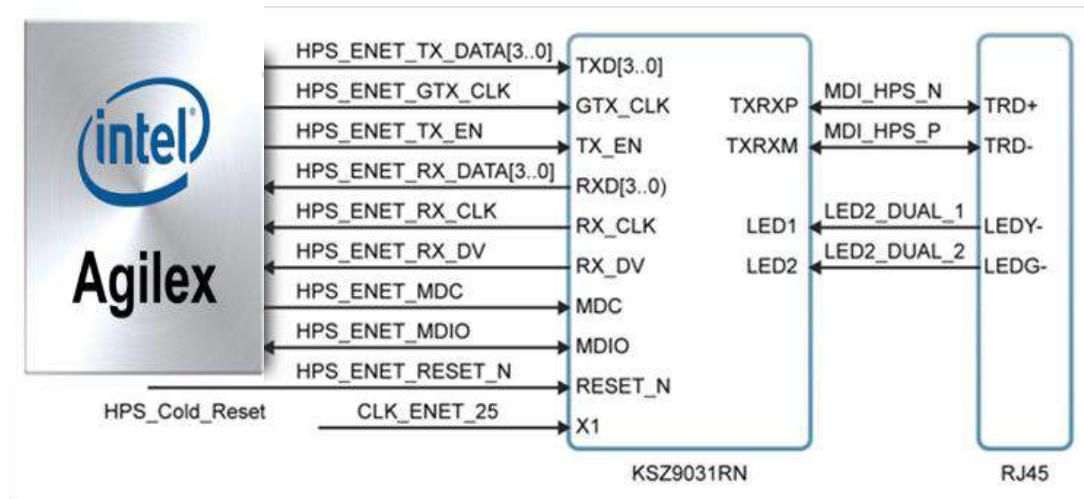 HPS_ENET_TX_DATA[3..0]
TXD[3..0]
HPS_ENET_GTX_CLK
GTX_CLK
TXRXP
MDI_HPS_N
TRD+
HPS_ENET_TX_EN
TX_EN
TXRXM
MDI_HPS_P
TRD-
HPS_ENET_RX_DATA[3..0]
RXD[3..0)
HPS_ENET_RX_CLK
RX_CLK
LED1
LED2_DUAL_1
LEDY-
HPS_ENET_RX_DV
RX_DV
LED2
LED2_DUAL_2
LEDG-
HPS_ENET_MDC
MDC
HPS_ENET_MDIO
MDIO
HPS_ENET_RESET_N
RESET_N
HPS_Cold_Reset
CLK_ENET_25
X1
KSZ9031RN
RJ45
intel
Agilex